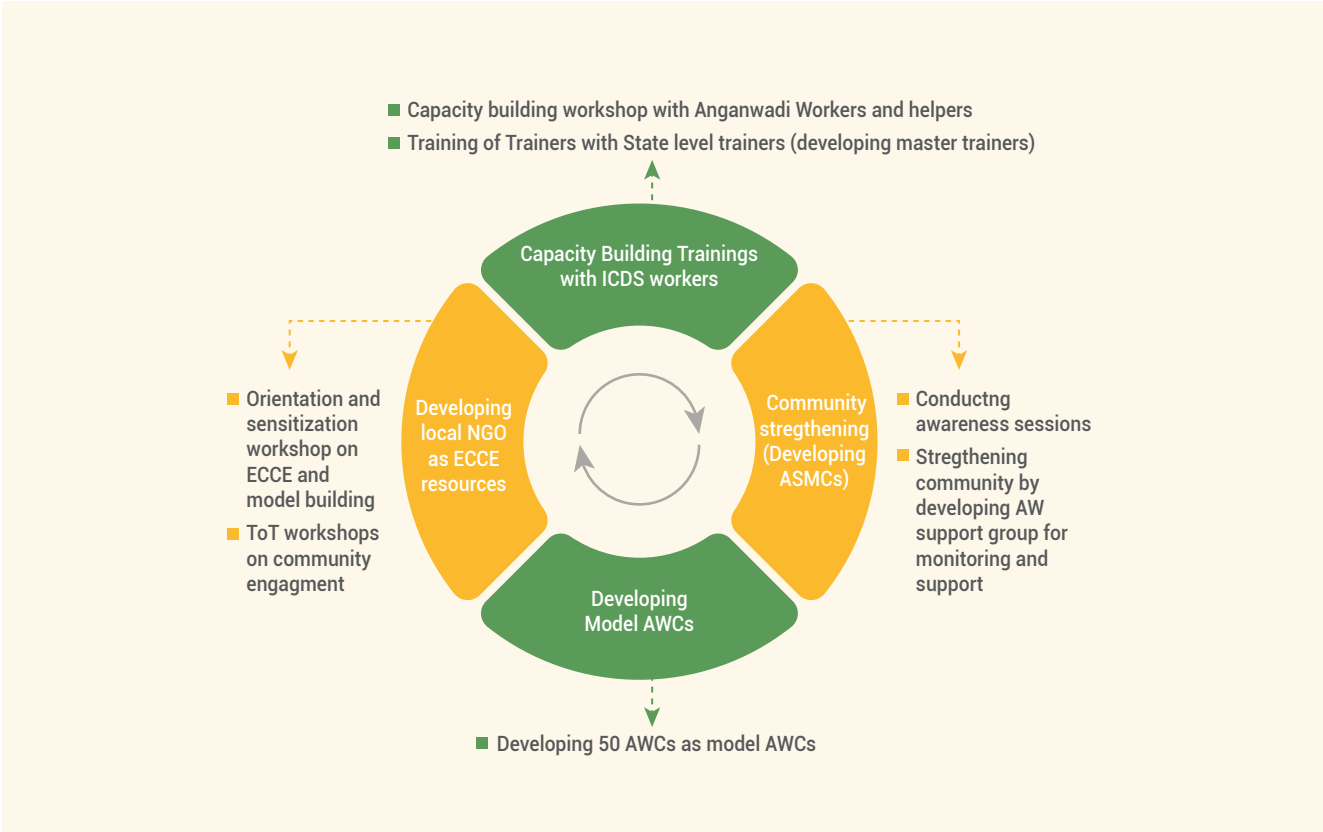 Capacity building workshop with Anganwadi Workers and helpers
Training of Trainers with State level trainers (developing master trainers)
Capacity Building Trainings
with ICDS workers
Developing
local NGO
as ECCE
resources
Community
stregthening
(Developing
ASMCs)
Developing
Model AWCs
Orientation and
sensitization
workshop on
ECCE and
model building
ToT workshops
on community
engagment
Conductng
awareness sessions
Stregthening
community by
developing AW
support group for
monitoring and
support
Developing 50 AWCs as model AWCs